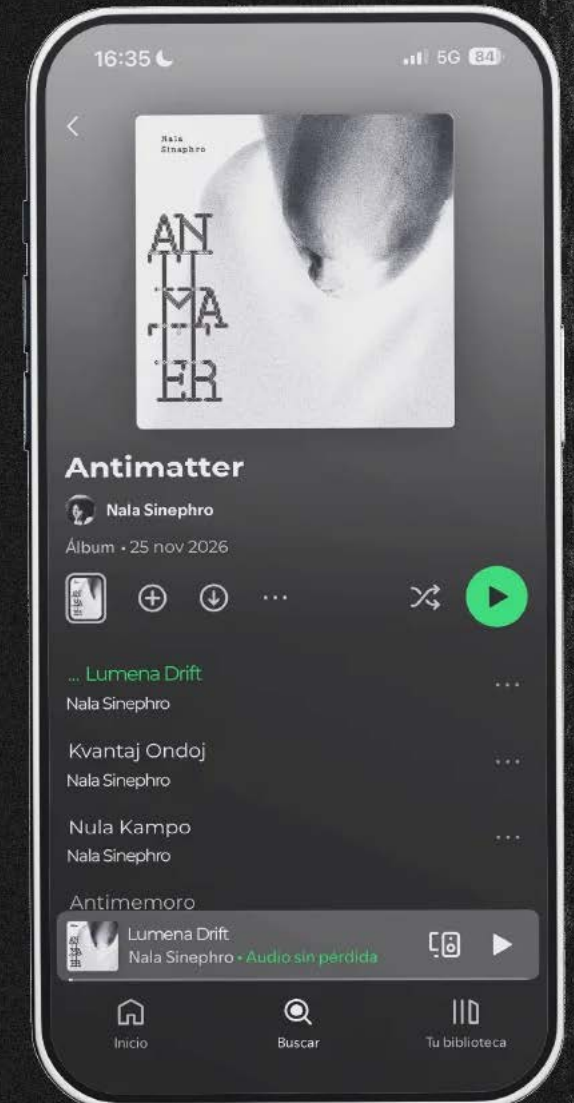 16:35
5G 84
Nala
Sinephro
AN
MA
ER
Antimatter
Nala Sinephro
Álbum • 25 nov 2026
... Lumena Drift
Nala Sinephro
Kvantaj Ondoj
Nala Sinephro
Nula Kampo
Nala Sinephro
Antimemoro
Lumena Drift
Nala Sinephro • Audio sin pérdida
Inicio
Buscar
Tu biblioteca